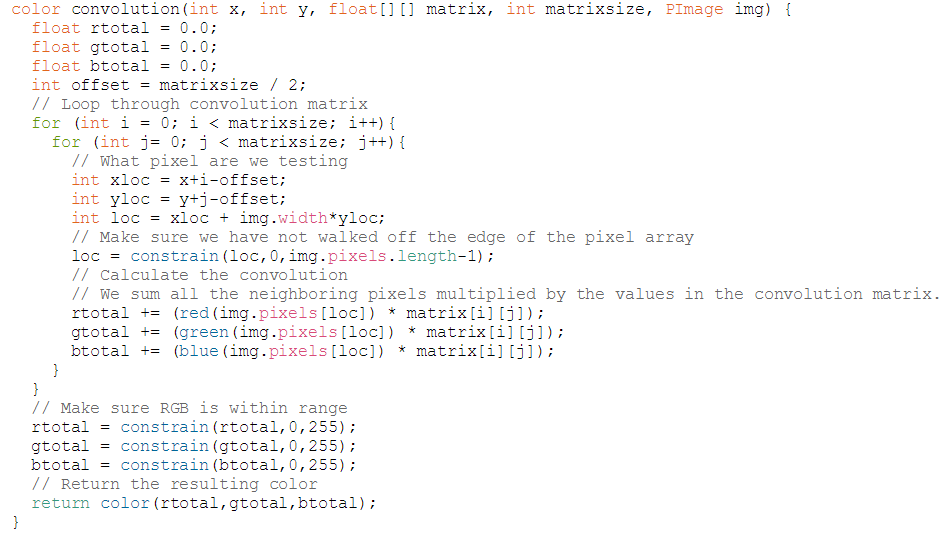 color convolution(int x, int y, float[][] matrix, int matrixsize, PImage img) {
  float rtotal = 0.0;
  float gtotal = 0.0;
  float btotal = 0.0;
  int offset = matrixsize / 2;
  // Loop through convolution matrix
  for (int i = 0; i < matrixsize; i++){
    for (int j= 0; j < matrixsize; j++){
      // What pixel are we testing
      int xloc = x+i-offset;
      int yloc = y+j-offset;
      int loc = xloc + img.width*yloc;
      // Make sure we have not walked off the edge of the pixel array
      loc = constrain(loc,0,img.pixels.length-1);
      // Calculate the convolution
      // We sum all the neighboring pixels multiplied by the values in the convolution matrix.
      rtotal += (red(img.pixels[loc]) * matrix[i][j]);
      gtotal += (green(img.pixels[loc]) * matrix[i][j]);
      btotal += (blue(img.pixels[loc]) * matrix[i][j]);
    }
  }
  // Make sure RGB is within range
  rtotal = constrain(rtotal,0,255);
  gtotal = constrain(gtotal,0,255);
  btotal = constrain(btotal,0,255);
  // Return the resulting color
  return color(rtotal,gtotal,btotal);
}